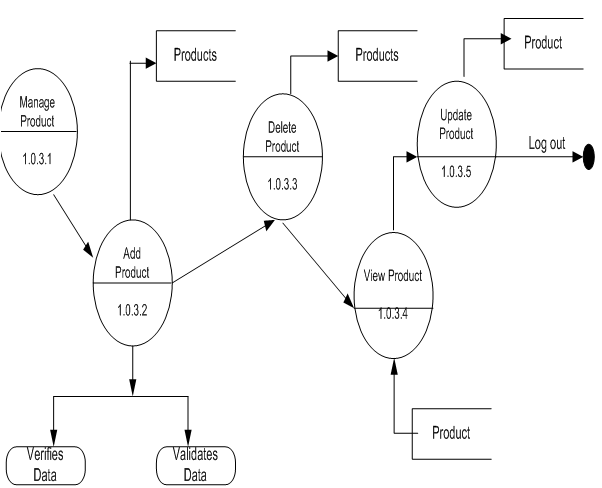 Manage
Product
1.0.3.1
Products
Add
Product
1.0.3.2
Delete
Product
1.0.3.3
Products
View Product
1.0.3.4
Update
Product
1.0.3.5
Product
Log out
Product
Verifies
Data
Validates
Data